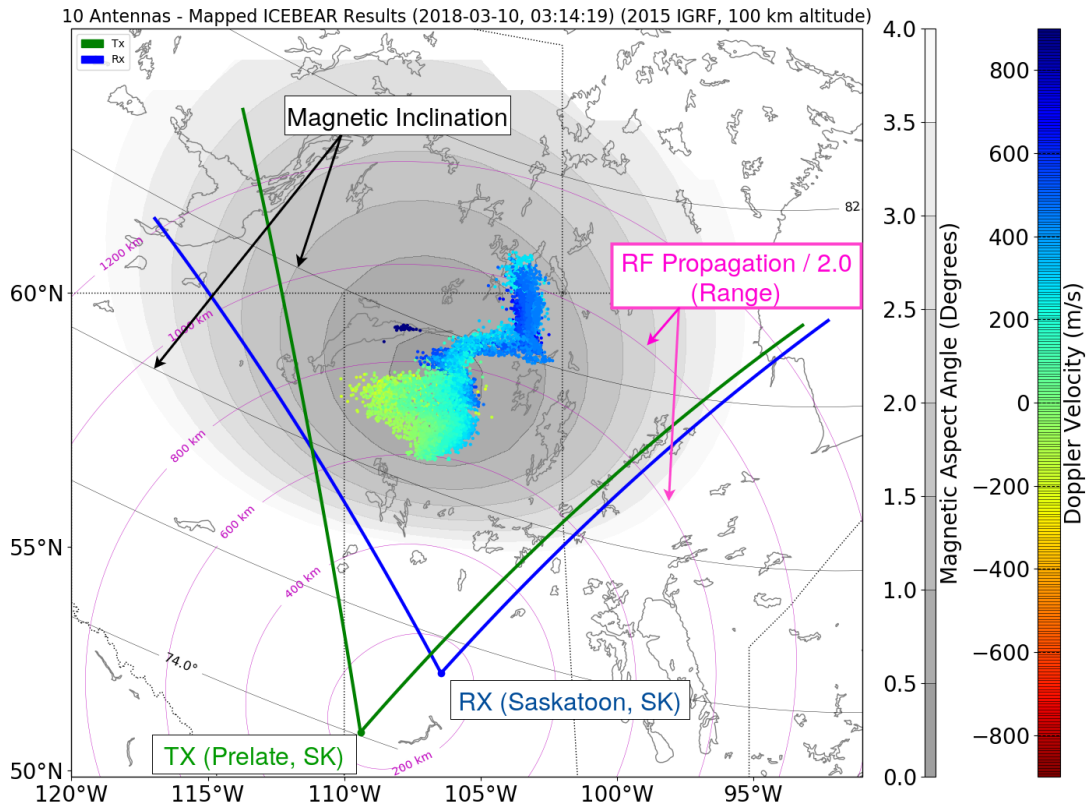 10 Antennas - Mapped ICEBEAR Results (2018-03-10, 03:14:19) (2015 IGRF, 100 km altitude)
Tx
Rx
Magnetic Inclination
82
RF Propagation / 2.0
(Range)
1200 km
1000 km
800 km
600 km
400 km
200 km
74.0°
RX (Saskatoon, SK)
TX (Prelate, SK)
60°N
55°N
50°N
120°W
115°W
110°W
105°W
100°W
95°W
4.0
3.5
3.0
2.5
2.0
1.5
1.0
0.5
0.0
Magnetic Aspect Angle (Degrees)
800
600
400
200
0
−200
−400
−600
−800
Doppler Velocity (m/s)